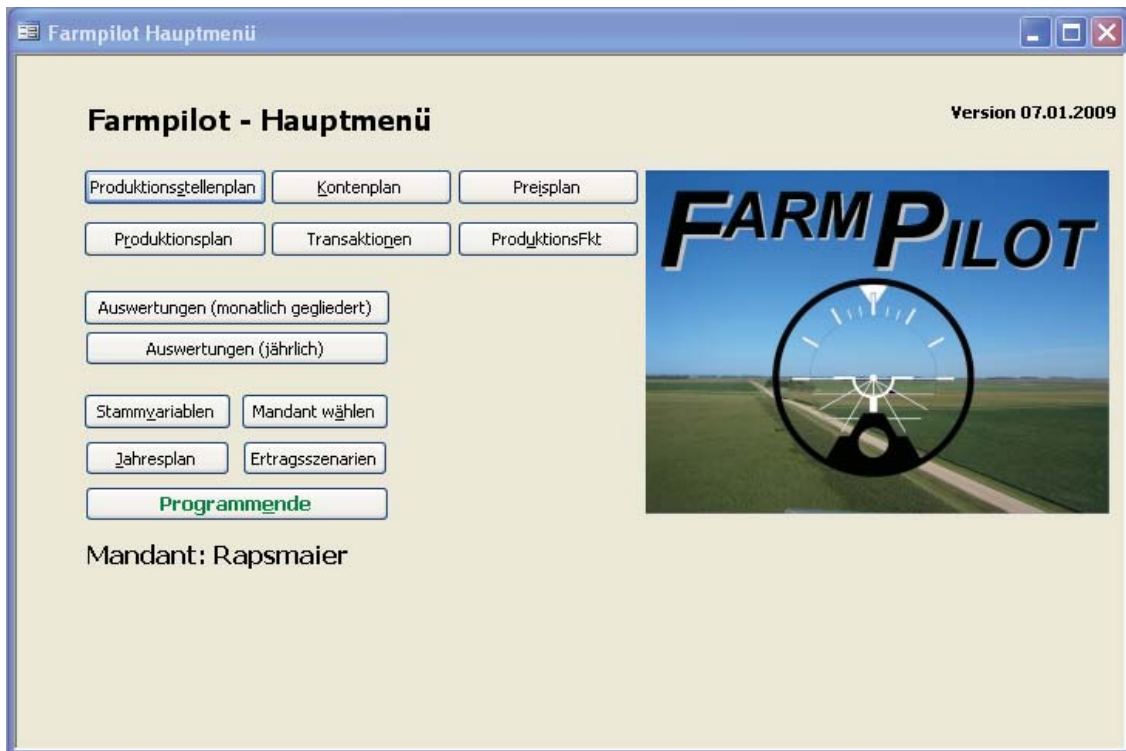 Farmpilot Hauptmenü
Farmpilot - Hauptmenü
Version 07.01.2009
Produktionsstellenplan Kontenplan Preisplan
Produktionsplan Transaktionen ProduktionsFkt
FARMPILOT
Auswertungen (monatlich gegliedert)
Auswertungen (jährlich)
Stammvariablen Mandant wählen
Jahresplan Ertragsszenarien
Programmende
Mandant: Rapsmaier